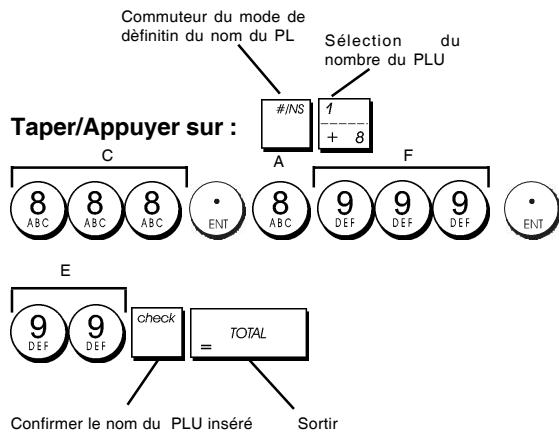 Commuteur du mode de
dèfinitin du nom du PL
Sélection du
nombre du PLU
#/NS 1
+ 8
Taper/Appuyer sur :
C A F
8 8 8 • 8 9 9 9 •
ABC ABC ABC ENT ABC DEF DEF DEF ENT
E
9 9 check = TOTAL
DEF DEF
Confirmer le nom du PLU inséré Sortir